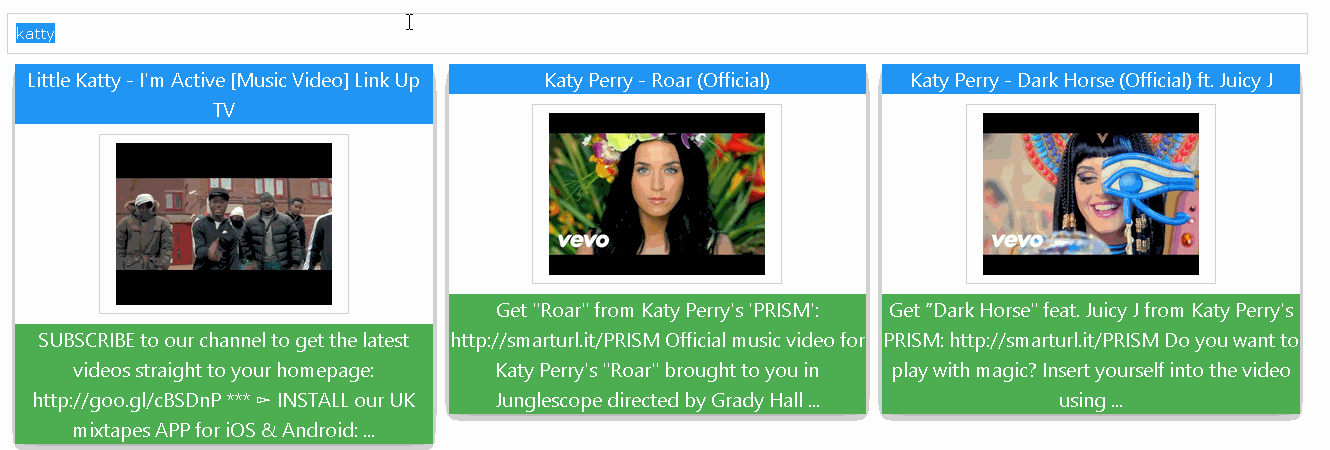 katty
Little Katty - I'm Active [Music Video] Link Up
TV
SUBSCRIBE to our channel to get the latest
videos straight to your homepage:
http://goo.gl/cBSDnP *** ➣ INSTALL our UK
mixtapes APP for iOS & Android: ...
Katy Perry - Roar (Official)
vevo
Get "Roar" from Katy Perry's 'PRISM':
http://smarturl.it/PRISM Official music video for
Katy Perry's "Roar" brought to you in
Junglescope directed by Grady Hall ...
Katy Perry - Dark Horse (Official) ft. Juicy J
vevo
Get “Dark Horse” feat. Juicy J from Katy Perry's
PRISM: http://smarturl.it/PRISM Do you want to
play with magic? Insert yourself into the video
using ...